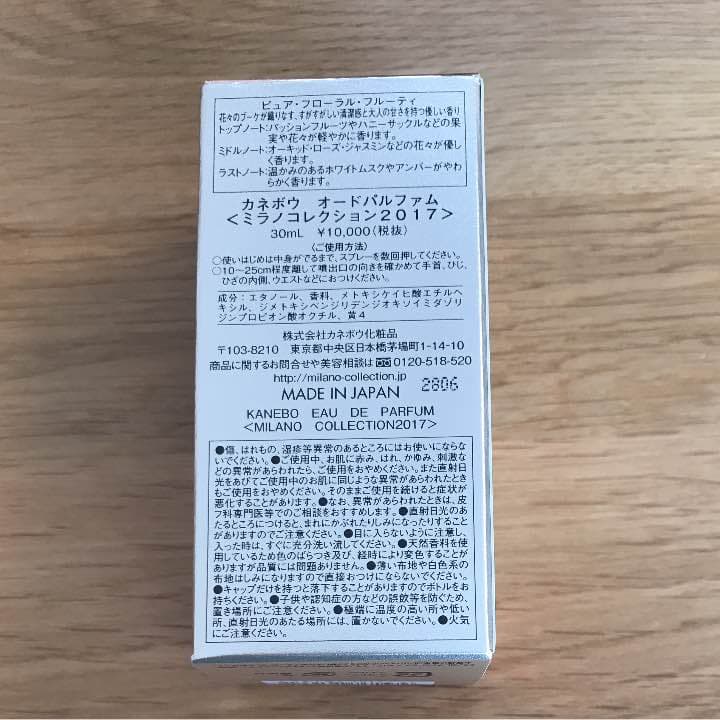 ピュア・フローラル・フルーティ
花々のブーケが織りなす、すがすがしい清潔感と大人の甘さを持つ優しい香り
トップノート:パッションフルーツやハニーサックルなどの果
実や花々が軽やかに香ります。
ミドルノート:オーキッド・ローズ・ジャスミンなどの花々が優し
く香ります。
ラストノート:温かみのあるホワイトムスクやアンバーがやわ
らかく香ります。
カネボウ オードパルファム
<ミラノコレクション2017>
30mL ¥10,000(税抜)
〈ご使用方法〉
○使いはじめは中身がでるまで、スプレーを数回押してください。
○10~25cm程度離して噴出口の向きを確かめて手首、ひじ、
ひざの内側、ウエストなどにおつけください。
成分:エタノール、香料、メトキシケイヒ酸エチルヘ
キシル、ジメトキシベンジリデンジオキソイミダゾリ
ジンプロピオン酸オクチル、黄4
株式会社カネボウ化粧品
〒103-8210 東京都中央区日本橋茅場町1-14-10
商品に関するお問合せや美容相談は 0120-518-520
http://milano-collection.jp
2806
MADE IN JAPAN
KANEBO EAU DE PARFUM
<MILANO COLLECTION2017>
●傷、はれもの、湿疹等異常のあるところにはお使いにならな
いでください。●ご使用中、お肌に赤み、はれ、かゆみ、刺激な
どの異常があらわれたら、ご使用をおやめください。また直射日
光をあびてご使用中のお肌に同じような異常があらわれたとき
もご使用をおやめください。そのままご使用を続けると症状が
悪化することがあります。●なお、異常があらわれたときは、皮
フ科専門医等でのご相談をおすすめします。●直射日光のあ
たるところにつけると、まれにかぶれたりしみになったりすること
がありますのでご注意ください。●目に入らないように注意し、
入った時は、すぐに充分洗い流してください。●天然香料を使
用しているため色のばらつき及び、経時により変色することが
ありますが品質には問題ありません。●薄い布地や白色系の
布地はしみになりますので直接おつけにならないでください。
●キャップだけを持つと落下することがありますのでボトルをお
持ちください。●子供や認知症の方などの誤飲等を防ぐため、
置き場所にご注意ください。●極端に温度の高い所や低い
所、直射日光のあたる場所には、置かないでください。●火気
にご注意ください。